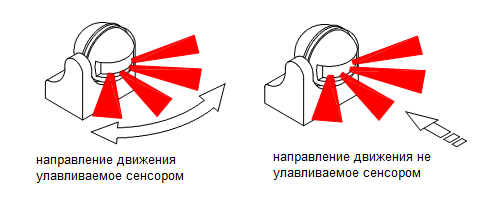 направление движения
улавливаемое сенсором
направление движения не
улавливаемое сенсором